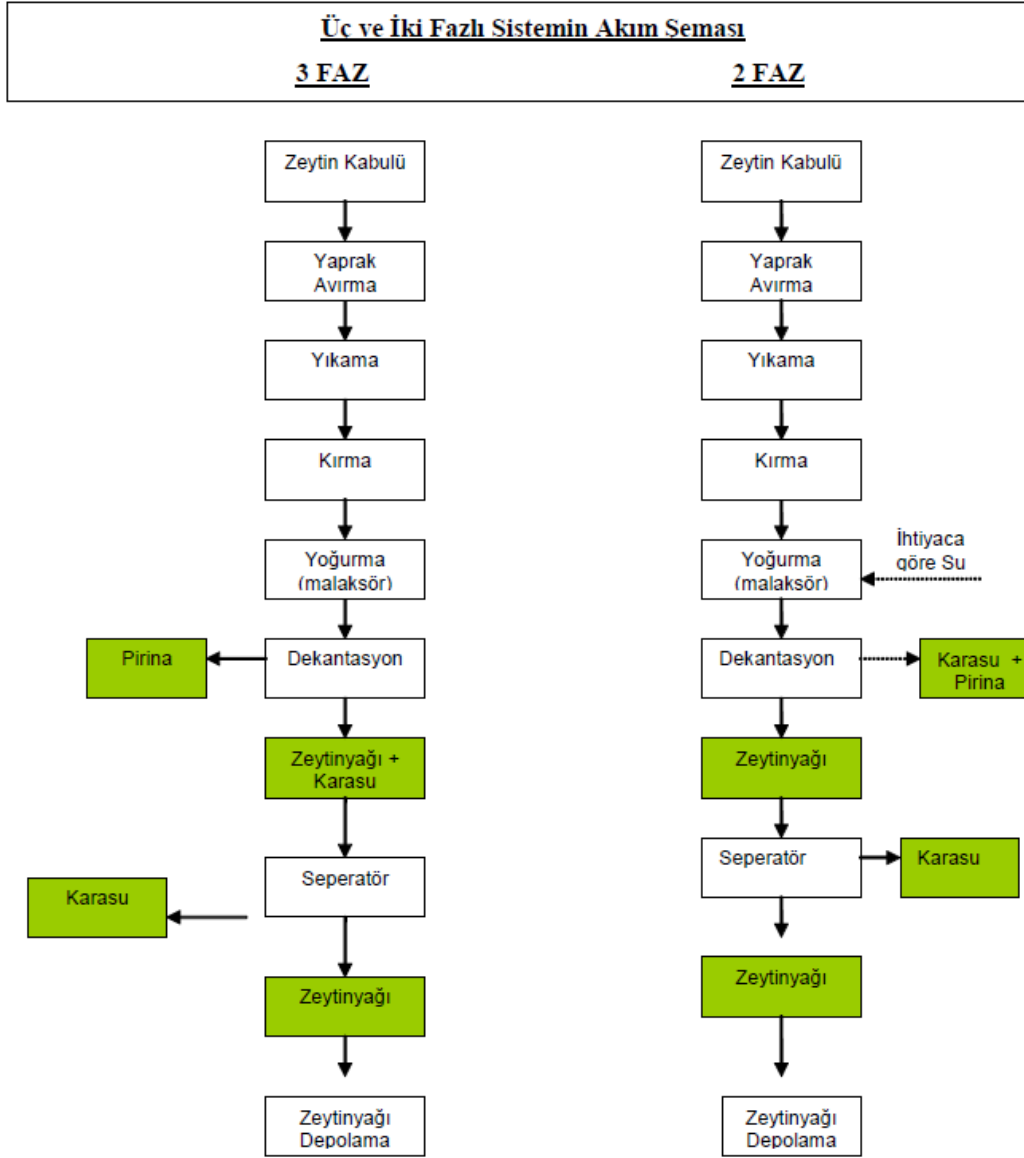 Üç ve İki Fazlı Sistemin Akım Şeması
3 FAZ
2 FAZ
Zeytin Kabulü
Yaprak
Ayırma
Yıkama
Kırma
Yoğurma
(malaksör)
Pirina
Dekantasyon
Zeytinyağı +
Karasu
Seperatör
Karasu
Zeytinyağı
Zeytinyağı
Depolama
Zeytin Kabulü
Yaprak
Ayırma
Yıkama
Kırma
Yoğurma
(malaksör)
İhtiyaca
göre Su
Dekantasyon
Karasu +
Pirina
Zeytinyağı
Seperatör
Karasu
Zeytinyağı
Zeytinyağı
Depolama